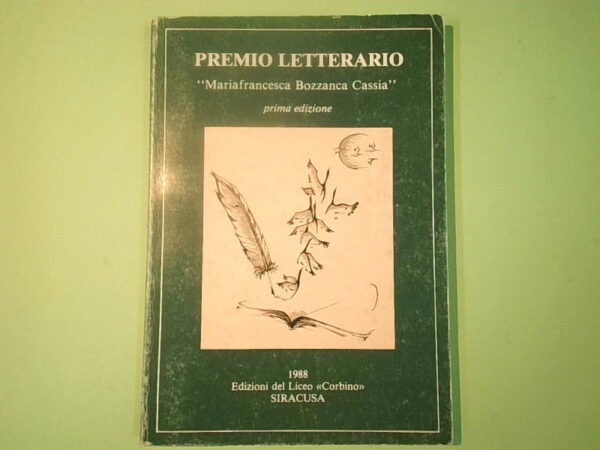 PREMIO LETTERARIO
"Mariafrancesca Bozzanca Cassia"
prima edizione
1988
Edizioni del Liceo «Corbino»
SIRACUSA